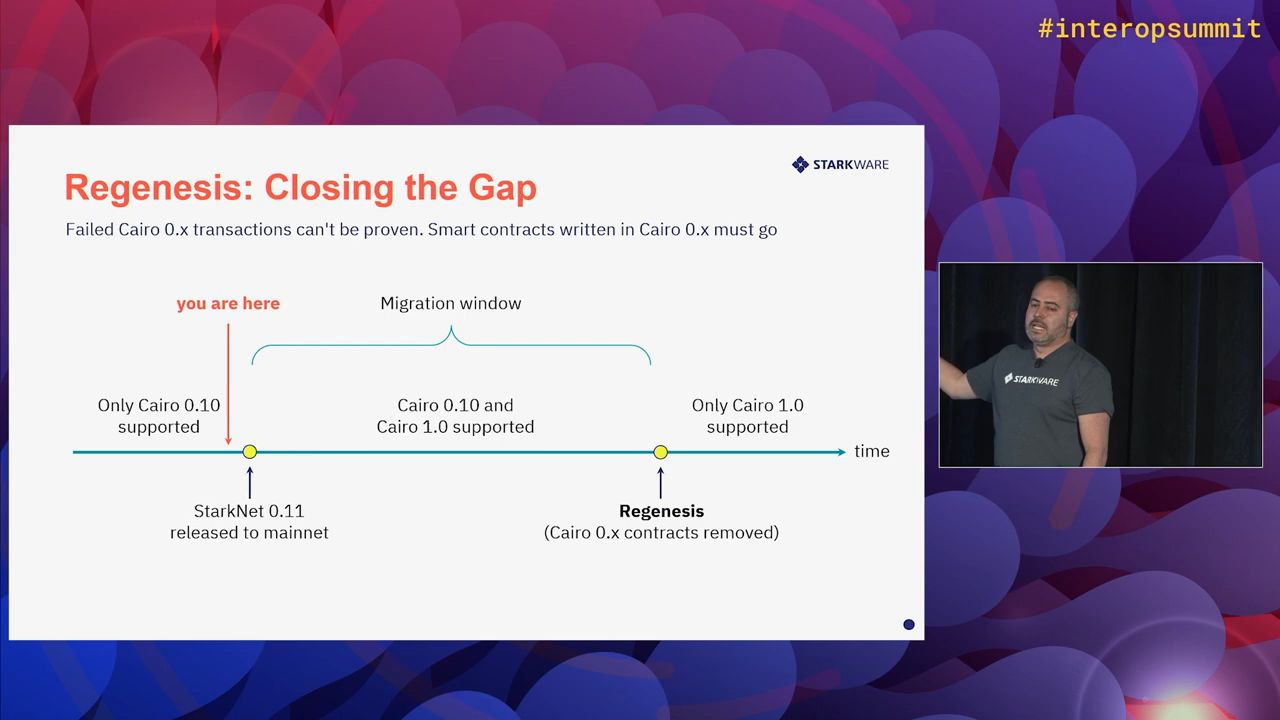 #interopsummit
STARKWARE
Regenesis: Closing the Gap
Failed Cairo 0.x transactions can't be proven. Smart contracts written in Cairo 0.x must go
you are here
Migration window
Only Cairo 0.10
supported
Cairo 0.10 and
Cairo 1.0 supported
Only Cairo 1.0
supported
time
StarkNet 0.11
released to mainnet
Regenesis
(Cairo 0.x contracts removed)
STARKWARE